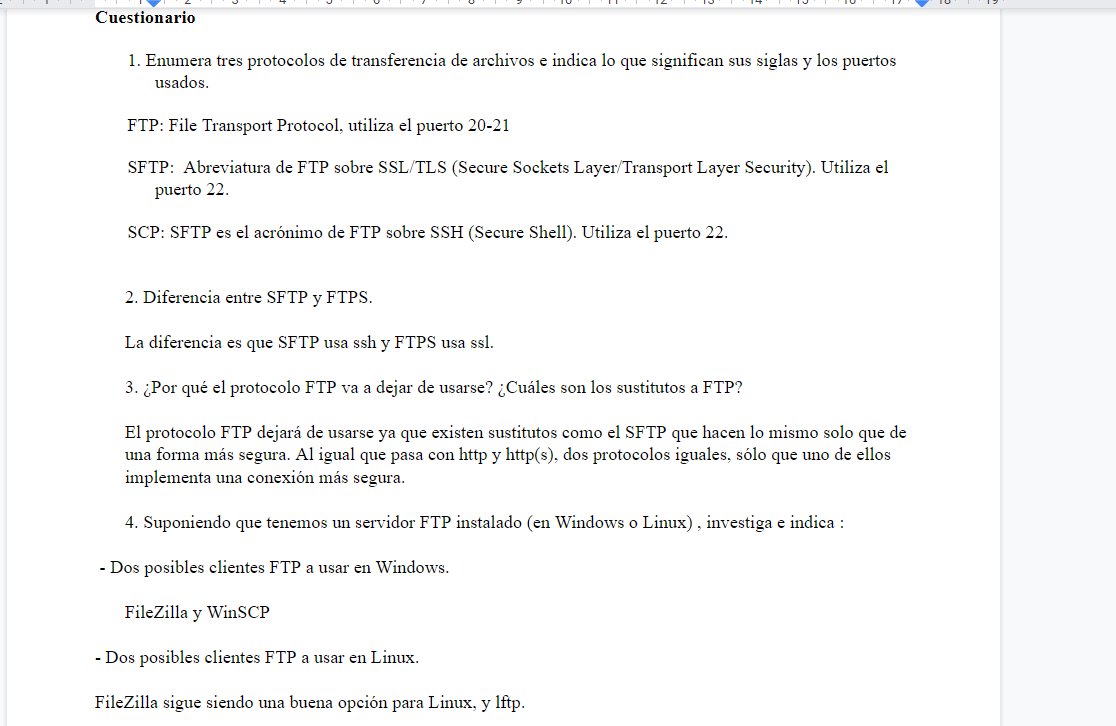 Cuestionario
1. Enumera tres protocolos de transferencia de archivos e indica lo que significan sus siglas y los puertos
usados.
FTP: File Transport Protocol, utiliza el puerto 20-21
SFTP:  Abreviatura de FTP sobre SSL/TLS (Secure Sockets Layer/Transport Layer Security). Utiliza el
puerto 22.
SCP: SFTP es el acrónimo de FTP sobre SSH (Secure Shell). Utiliza el puerto 22.
2. Diferencia entre SFTP y FTPS.
La diferencia es que SFTP usa ssh y FTPS usa ssl.
3. ¿Por qué el protocolo FTP va a dejar de usarse? ¿Cuáles son los sustitutos a FTP?
El protocolo FTP dejará de usarse ya que existen sustitutos como el SFTP que hacen lo mismo solo que de
una forma más segura. Al igual que pasa con http y http(s), dos protocolos iguales, sólo que uno de ellos
implementa una conexión más segura.
4. Suponiendo que tenemos un servidor FTP instalado (en Windows o Linux) , investiga e indica :
- Dos posibles clientes FTP a usar en Windows.
FileZilla y WinSCP
- Dos posibles clientes FTP a usar en Linux.
FileZilla sigue siendo una buena opción para Linux, y lftp.